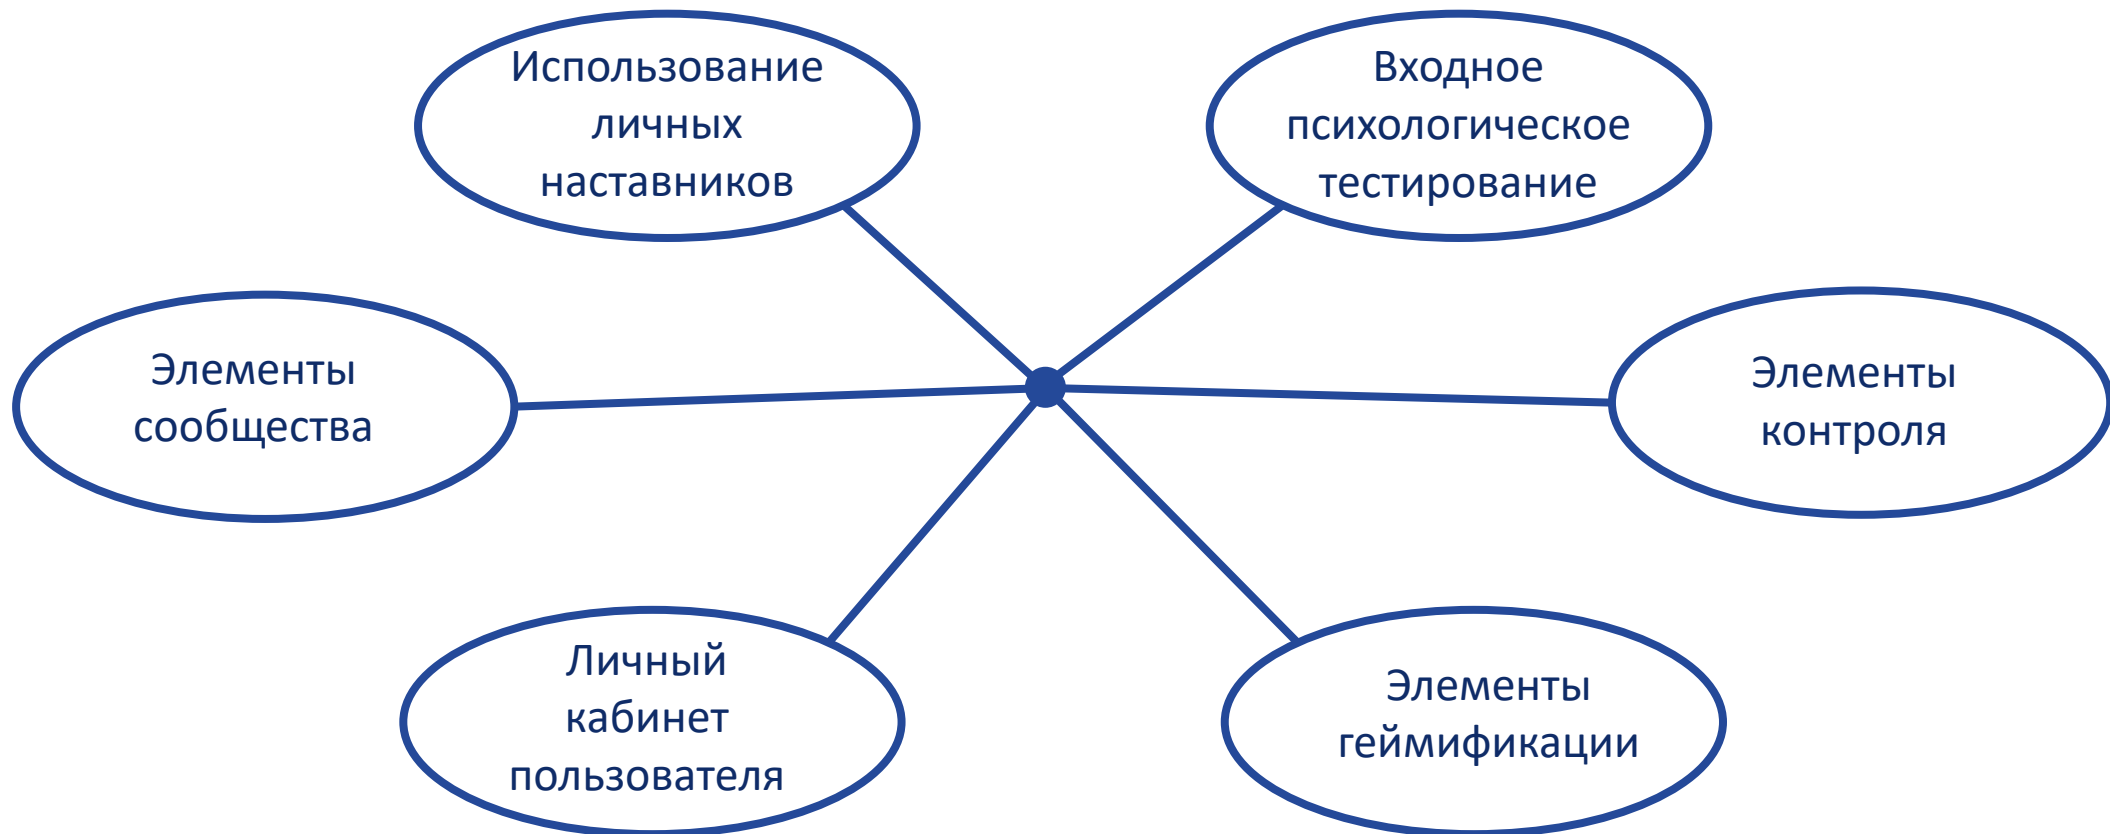 Использование
личных
наставников
Входное
психологическое
тестирование
Элементы
сообщества
Элементы
контроля
Личный
кабинет
пользователя
Элементы
геймификации